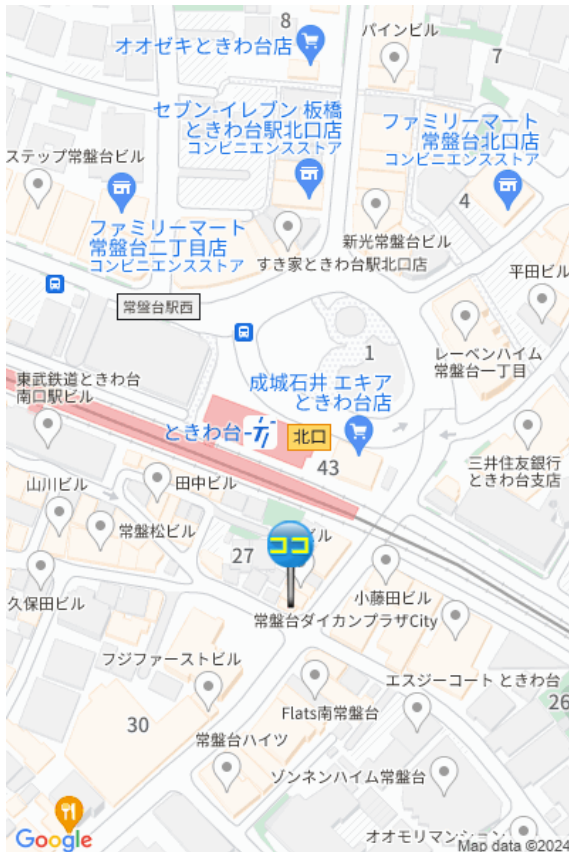 8
パインビル
オオゼキときわ台店
7
セブン-イレブン 板橋
ときわ台駅北口店
コンビニエンスストア
ファミリーマート
常盤台北口店
コンビニエンスストア
ステップ常盤台ビル
4
ファミリーマート
常盤台二丁目店
コンビニエンスストア
新光常盤台ビル
すき家ときわ台駅北口店
平田ビル
常盤台駅西
1
レーベンハイム
常盤台一丁目
成城石井 エキア
ときわ台店
東武鉄道ときわ台
南口駅ビル
ときわ台
北口
43
三井住友銀行
ときわ台支店
山川ビル
田中ビル
常盤松ビル
ココ
ビル
27
久保田ビル
小藤田ビル
常盤台ダイカンプラザCity
フジファーストビル
エスジーコート ときわ台
26
Flats南常盤台
30
常盤台ハイツ
ゾンネンハイム常盤台
オオモリマンション
Google
Map data ©2024